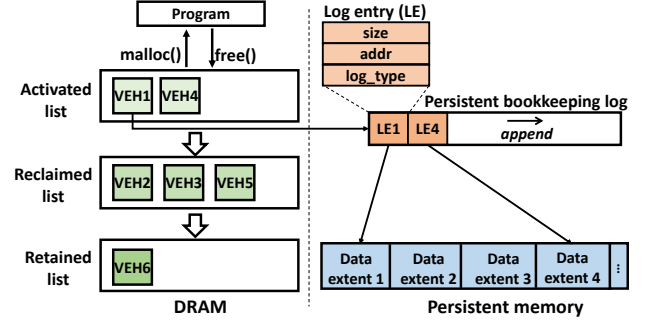 Program
malloc()
free()
Activated
list
VEH1
VEH4
Reclaimed
list
VEH2
VEH3
VEH5
Retained
list
VEH6
DRAM
Log entry (LE)
size
addr
log_type
Persistent bookkeeping log
LE1
LE4
append
Data
extent 1
Data
extent 2
Data
extent 3
Data
extent 4
...
Persistent memory